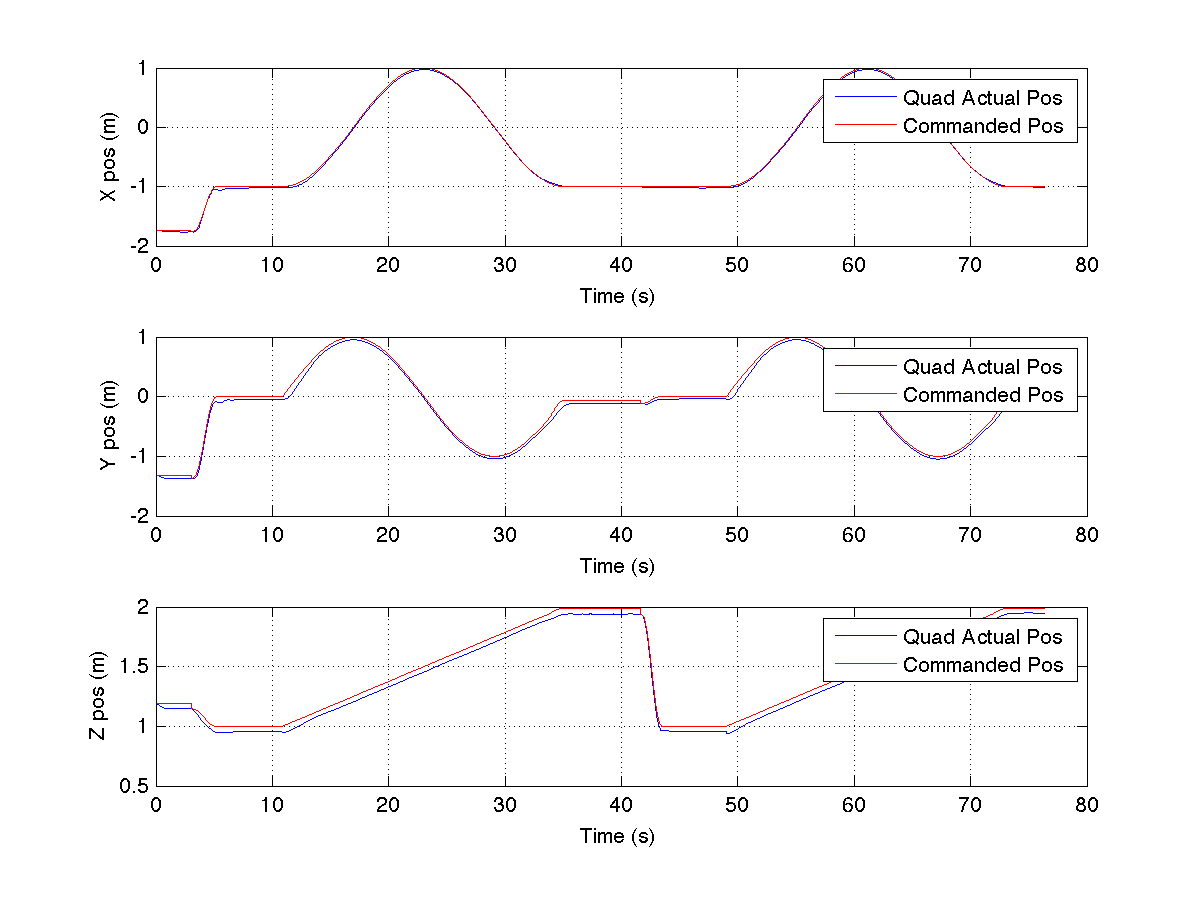 1
0
-1
-2
X pos (m)
Quad Actual Pos
Commanded Pos
0 10 20 30 40 50 60 70 80
Time (s)
1
0
-1
-2
Y pos (m)
Quad Actual Pos
Commanded Pos
0 10 20 30 40 50 60 70 80
Time (s)
2
1.5
1
0.5
Z pos (m)
Quad Actual Pos
Commanded Pos
0 10 20 30 40 50 60 70 80
Time (s)